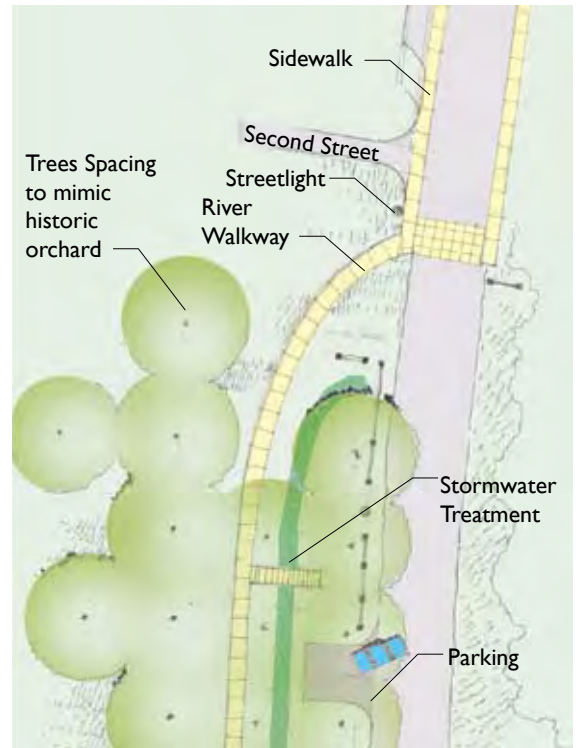 Sidewalk
Second Street
Trees Spacing
to mimic
historic
orchard
Streetlight
River
Walkway
Stormwater
Treatment
Parking